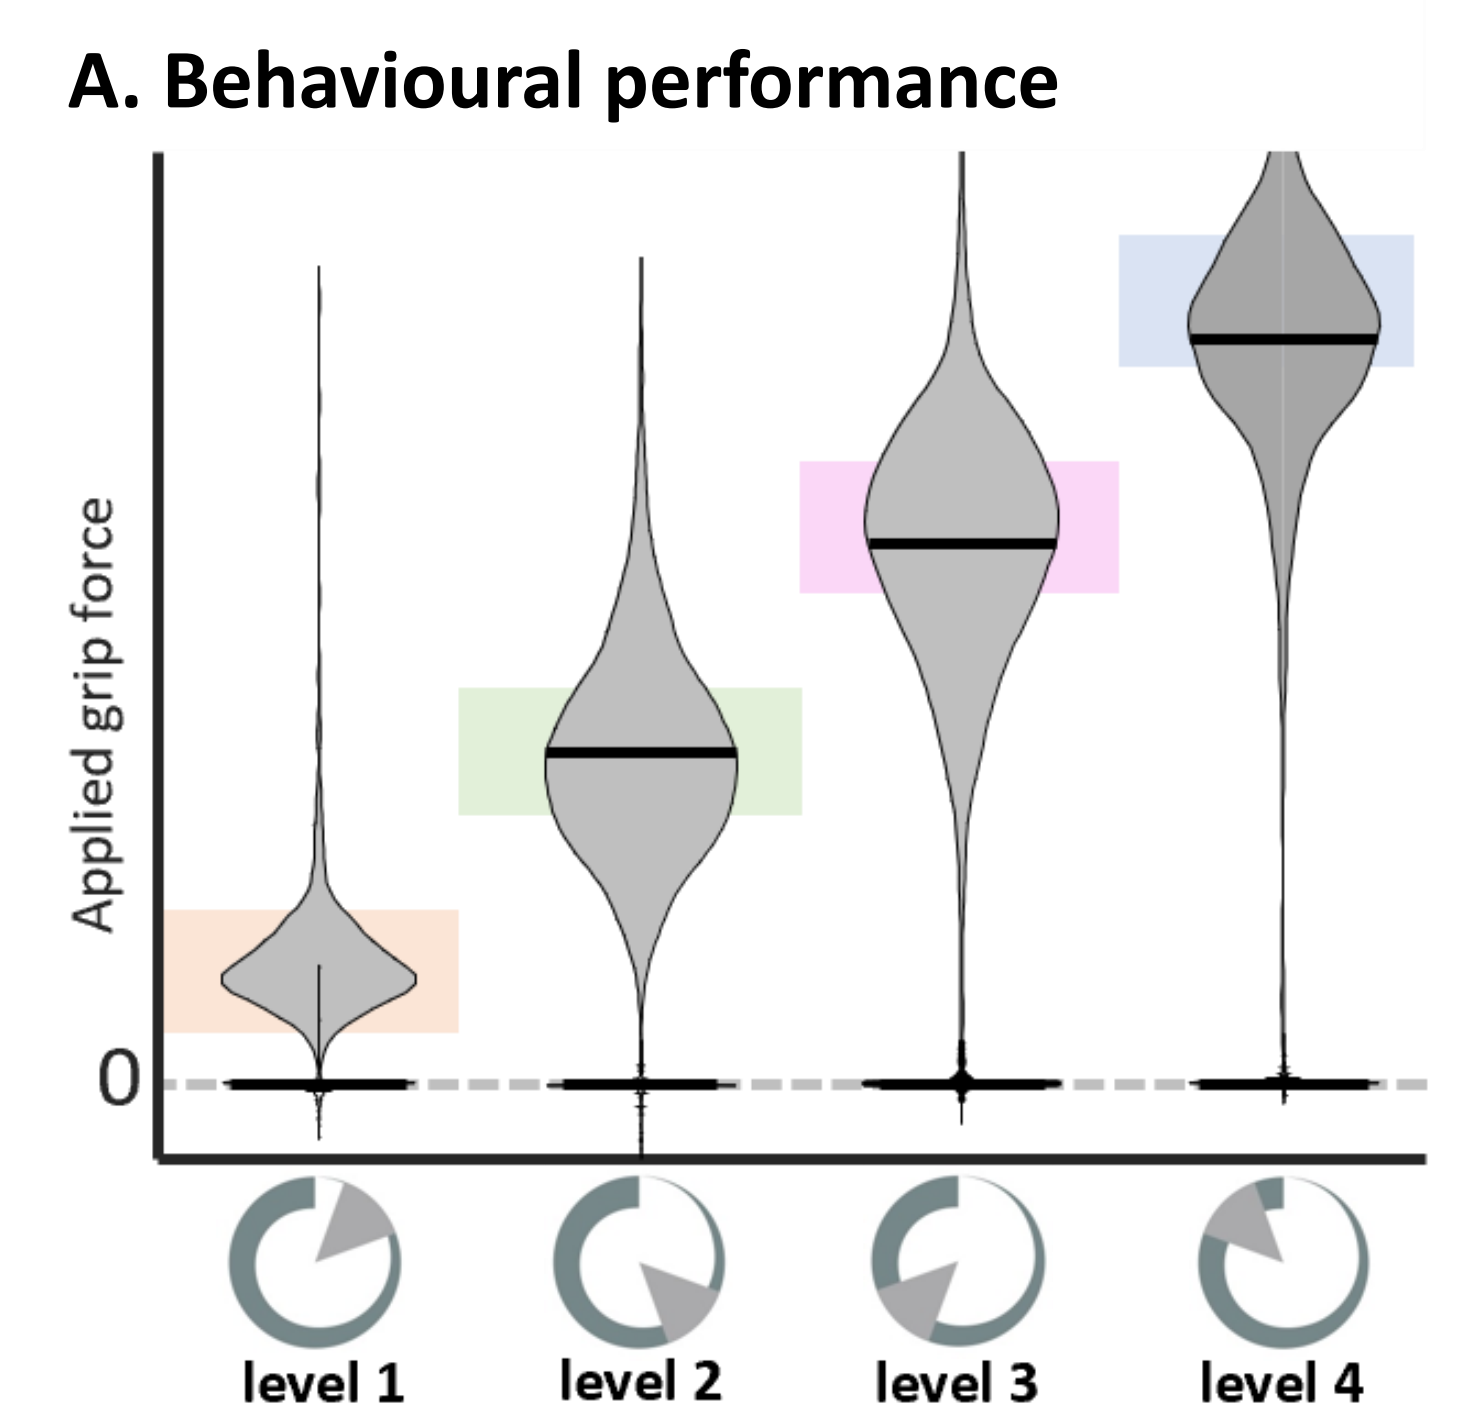 A. Behavioural performance
Applied grip force
0
level 1
level 2
level 3
level 4